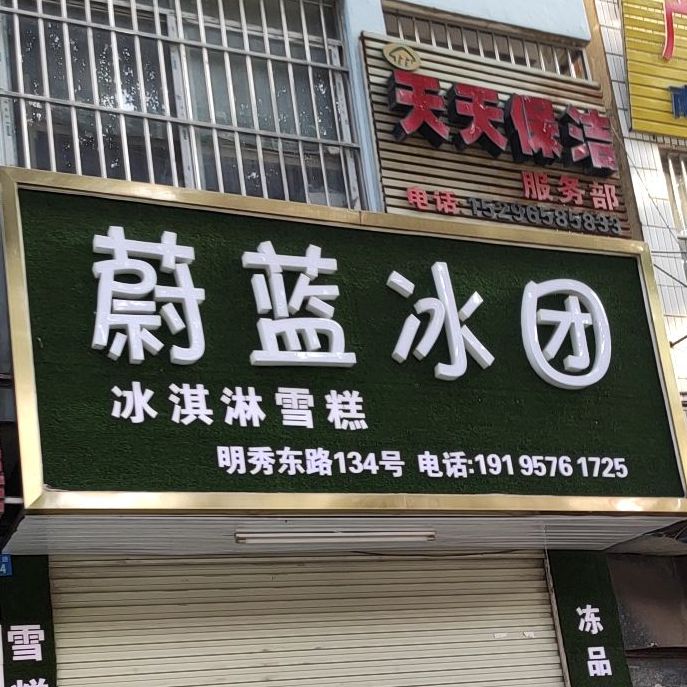 天天保洁
服务部
电话:15296585833
蔚蓝冰团
冰淇淋雪糕
明秀东路134号 电话:191 9576 1725
雪糕
冻品